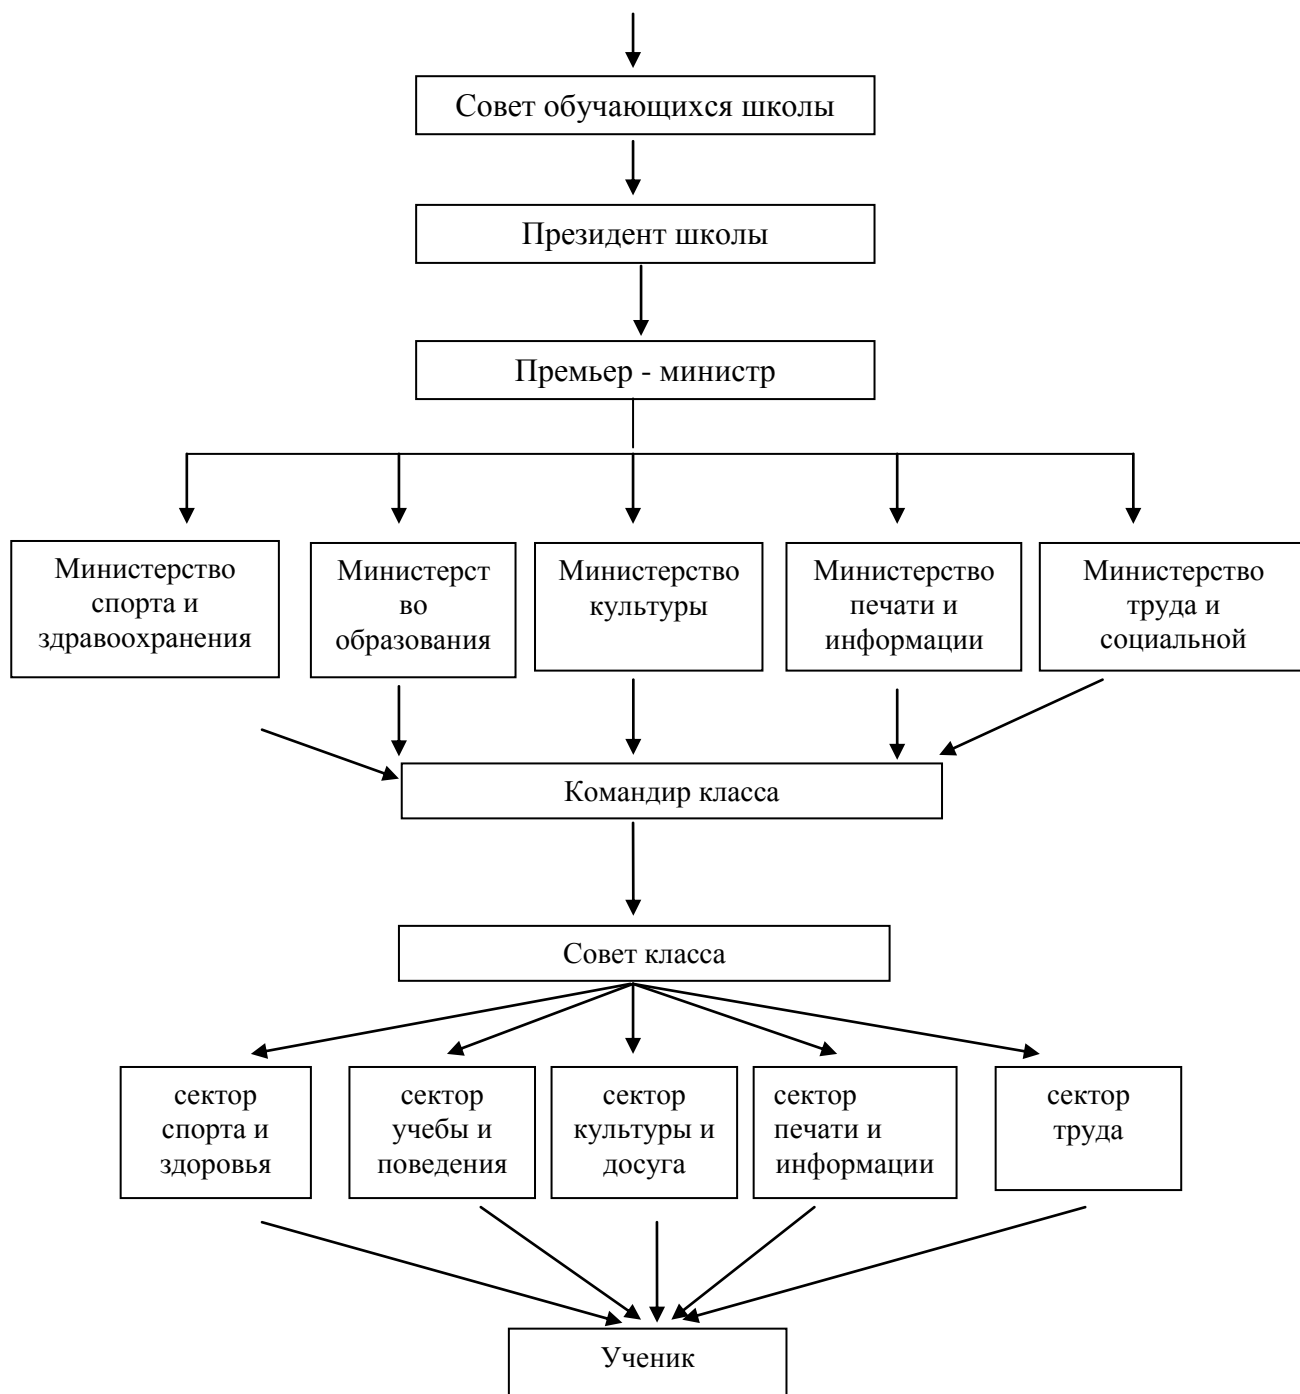 Совет обучающихся школы
Президент школы
Премьер - министр
Министерство
спорта и
здравоохранения
Министерст
во
образования
Министерство
культуры
Министерство
печати и
информации
Министерство
труда и
социальной
Командир класса
Совет класса
сектор
спорта и
здоровья
сектор
учебы и
поведения
сектор
культуры и
досуга
сектор
печати и
информации
сектор
труда
Ученик